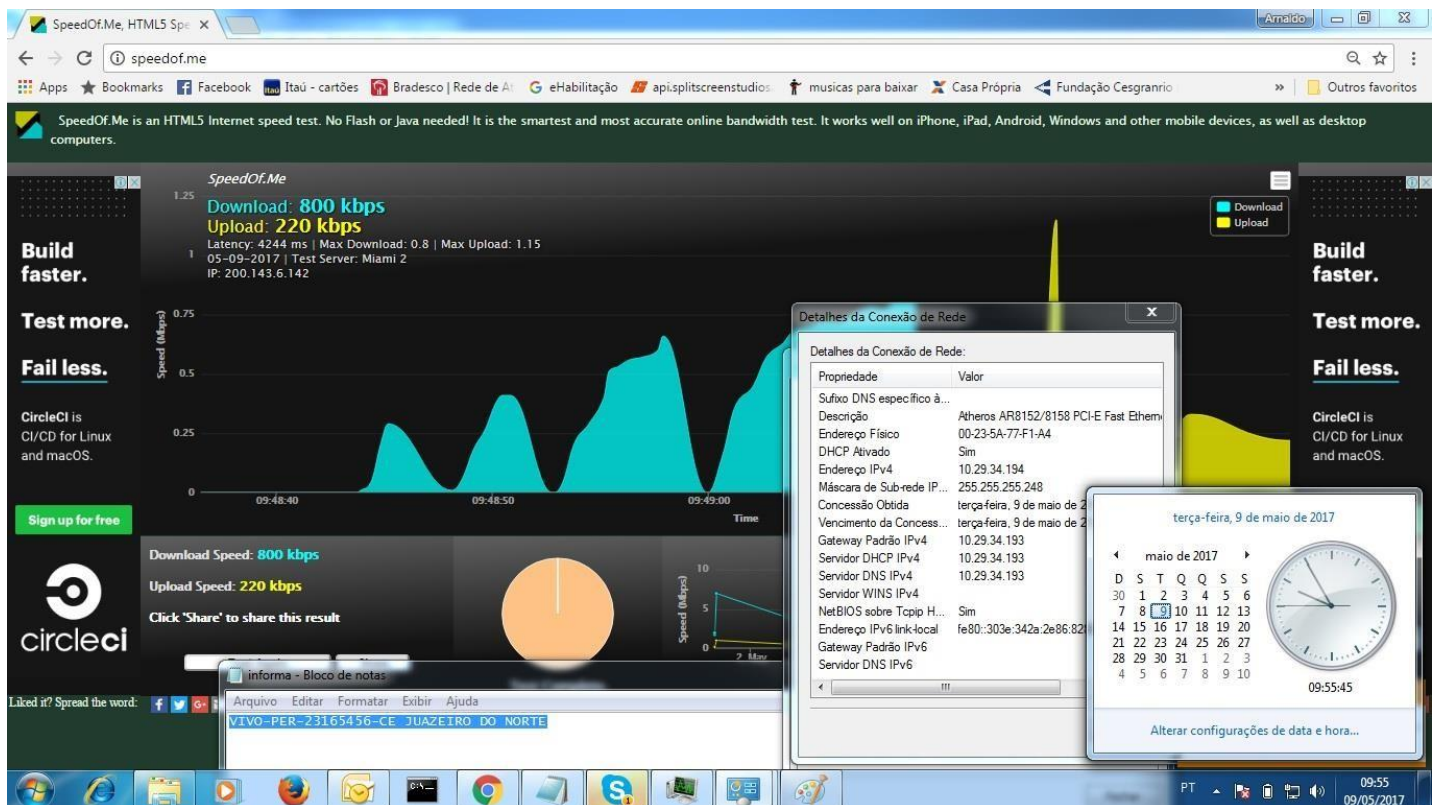 SpeedOf.Me, HTML5 Spe
Arnaldo
speedof.me
Apps Bookmarks Facebook Itaú - cartões Bradesco | Rede de A eHabilitação api.splitscreenstudios musicas para baixar Casa Própria Fundação Cesgranrio » Outros favoritos
SpeedOf.Me is an HTML5 Internet speed test. No Flash or Java needed! It is the smartest and most accurate online bandwidth test. It works well on iPhone, iPad, Android, Windows and other mobile devices, as well as desktop
computers.
SpeedOf.Me
Download: 800 kbps
Upload: 220 kbps
Latency: 4244 ms | Max Download: 0.8 | Max Upload: 1.15
05-09-2017 | Test Server: Miami 2
IP: 200.143.6.142
Download
Upload
1.25
1
0.75
0.5
0.25
0
Speed (Mbps)
09:48:40 09:48:50 09:49:00
Time
Build
faster.
Test more.
Fail less.
CircleCI is
CI/CD for Linux
and macOS.
Sign up for free
circleci
Build
faster.
Test more.
Fail less.
CircleCI is
CI/CD for Linux
and macOS.
Download Speed: 800 kbps
Upload Speed: 220 kbps
Click 'Share' to share this result
10
5
0
Speed (Mbps)
2. May
Liked it? Spread the word:
Detalhes da Conexão de Rede
x
Detalhes da Conexão de Rede:
Propriedade Valor
Sufixo DNS específico à...
Descrição Atheros AR8152/8158 PCI-E Fast Etherne
Endereço Físico 00-23-5A-77-F1-A4
DHCP Ativado Sim
Endereço IPv4 10.29.34.194
Máscara de Sub-rede IP... 255.255.255.248
Concessão Obtida terça-feira, 9 de maio de 2
Vencimento da Concess... terça-feira, 9 de maio de 2
Gateway Padrão IPv4 10.29.34.193
Servidor DHCP IPv4 10.29.34.193
Servidor DNS IPv4 10.29.34.193
Servidor WINS IPv4
NetBIOS sobre Tcpip H... Sim
Endereço IPv6 link-local fe80::303e:342a:2e86:828
Gateway Padrão IPv6
Servidor DNS IPv6
informa - Bloco de notas
Arquivo Editar Formatar Exibir Ajuda
VIVO-PER-23165456-CE JUAZEIRO DO NORTE
terça-feira, 9 de maio de 2017
maio de 2017
D S T Q Q S S
30 1 2 3 4 5 6
7 8 9 10 11 12 13
14 15 16 17 18 19 20
21 22 23 24 25 26 27
28 29 30 31 1 2 3
4 5 6 7 8 9 10
09:55:45
Alterar configurações de data e hora...
PT
09:55
09/05/2017